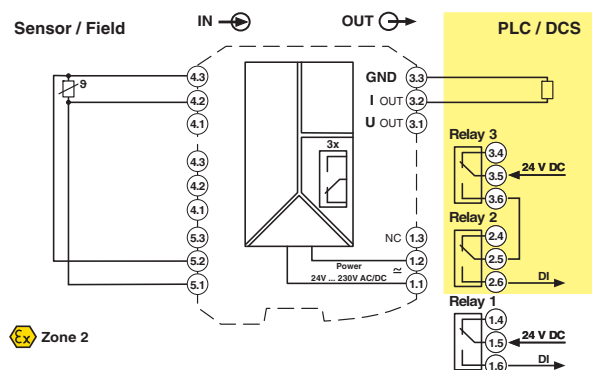 IN OUT
Sensor / Field PLC / DCS
4.3 GND 3.3
ϑ
4.2 I OUT 3.2
4.1 U OUT 3.1
3x Relay 3
3.4
4.3 3.5 24 V DC
4.2 3.6
4.1 Relay 2
5.3 NC 1.3 2.4
5.2 Power 1.2 2.5
24V ... 230V AC/DC ≃
5.1 1.1 2.6 DI
Relay 1
Ex Zone 2 1.4
1.5 24 V DC
1.6 DI